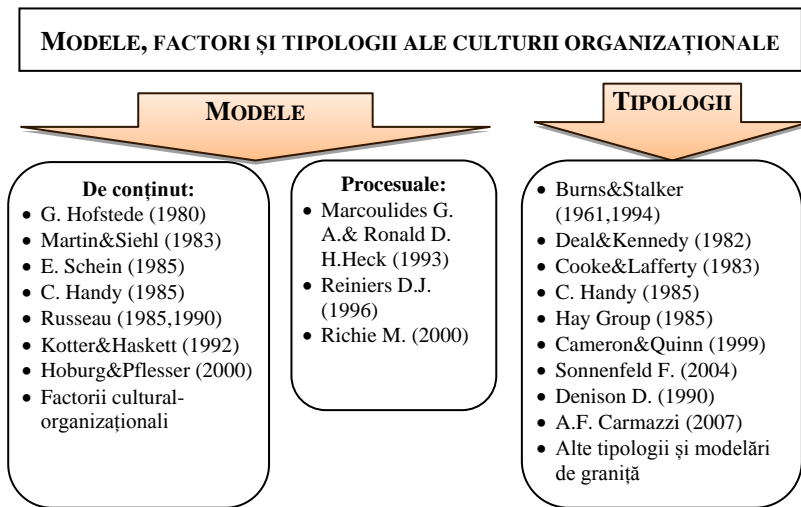 MODELE, FACTORI ȘI TIPOLOGII ALE CULTURII ORGANIZAȚIONALE
MODELE
TIPOLOGII
De conținut:
• G. Hofstede (1980)
• Martin&Siehl (1983)
• E. Schein (1985)
• C. Handy (1985)
• Russeau (1985,1990)
• Kotter&Haskett (1992)
• Hoburg&Pflesser (2000)
• Factorii cultural-
organizaționali
Procesuale:
• Marcoulides G.
A.& Ronald D.
H.Heck (1993)
• Reiniers D.J.
(1996)
• Richie M. (2000)
• Burns&Stalker
(1961,1994)
• Deal&Kennedy (1982)
• Cooke&Lafferty (1983)
• C. Handy (1985)
• Hay Group (1985)
• Cameron&Quinn (1999)
• Sonnenfeld F. (2004)
• Denison D. (1990)
• A.F. Carmazzi (2007)
• Alte tipologii și modelări
de graniță